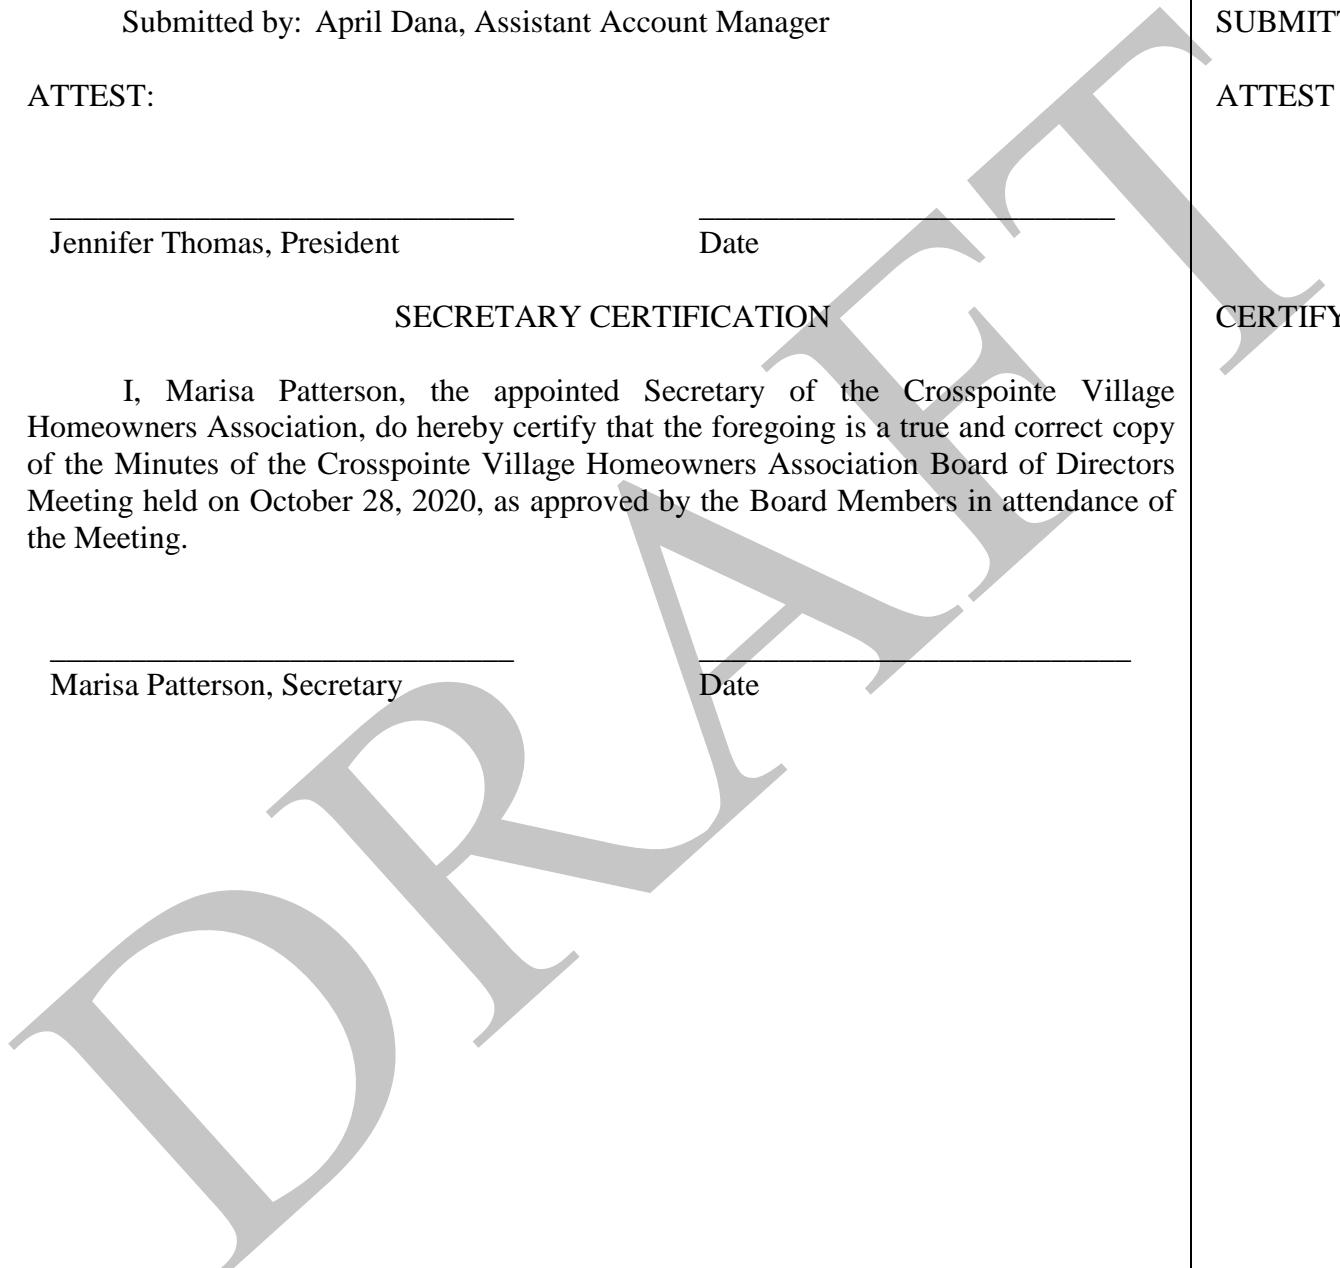 Submitted by: April Dana, Assistant Account Manager
SUBMITT
ATTEST:
ATTEST
Jennifer Thomas, President
Date
SECRETARY CERTIFICATION
CERTIFY
I, Marisa Patterson, the appointed Secretary of the Crosspointe Village
Homeowners Association, do hereby certify that the foregoing is a true and correct copy
of the Minutes of the Crosspointe Village Homeowners Association Board of Directors
Meeting held on October 28, 2020, as approved by the Board Members in attendance of
the Meeting.
Marisa Patterson, Secretary
Date
DRAFT